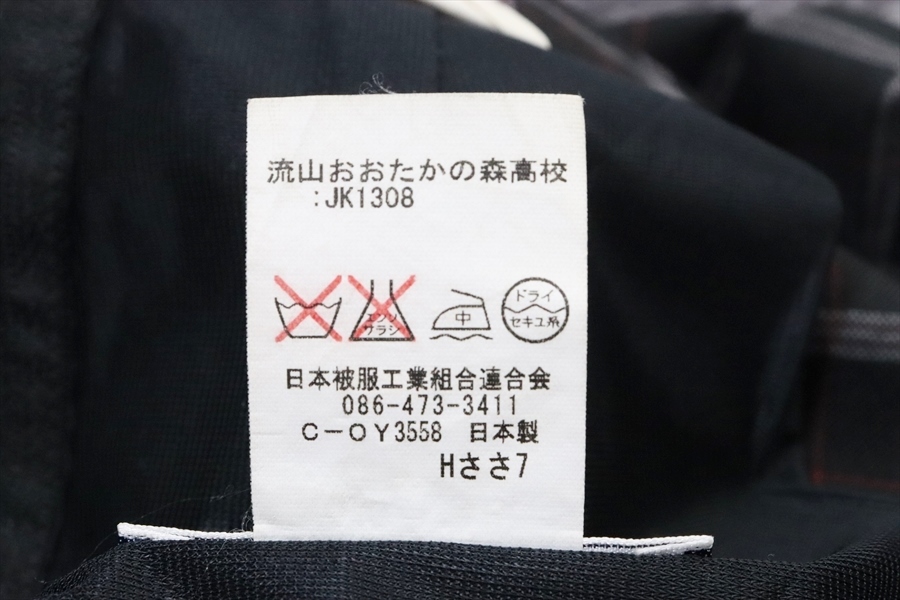 流山おおたかの森高校
:JK1308
エンソ
サラシ
中
ドライ
セキユ系
日本被服工業組合連合会
086-473-3411
C-OY3558 日本製
Hささ7